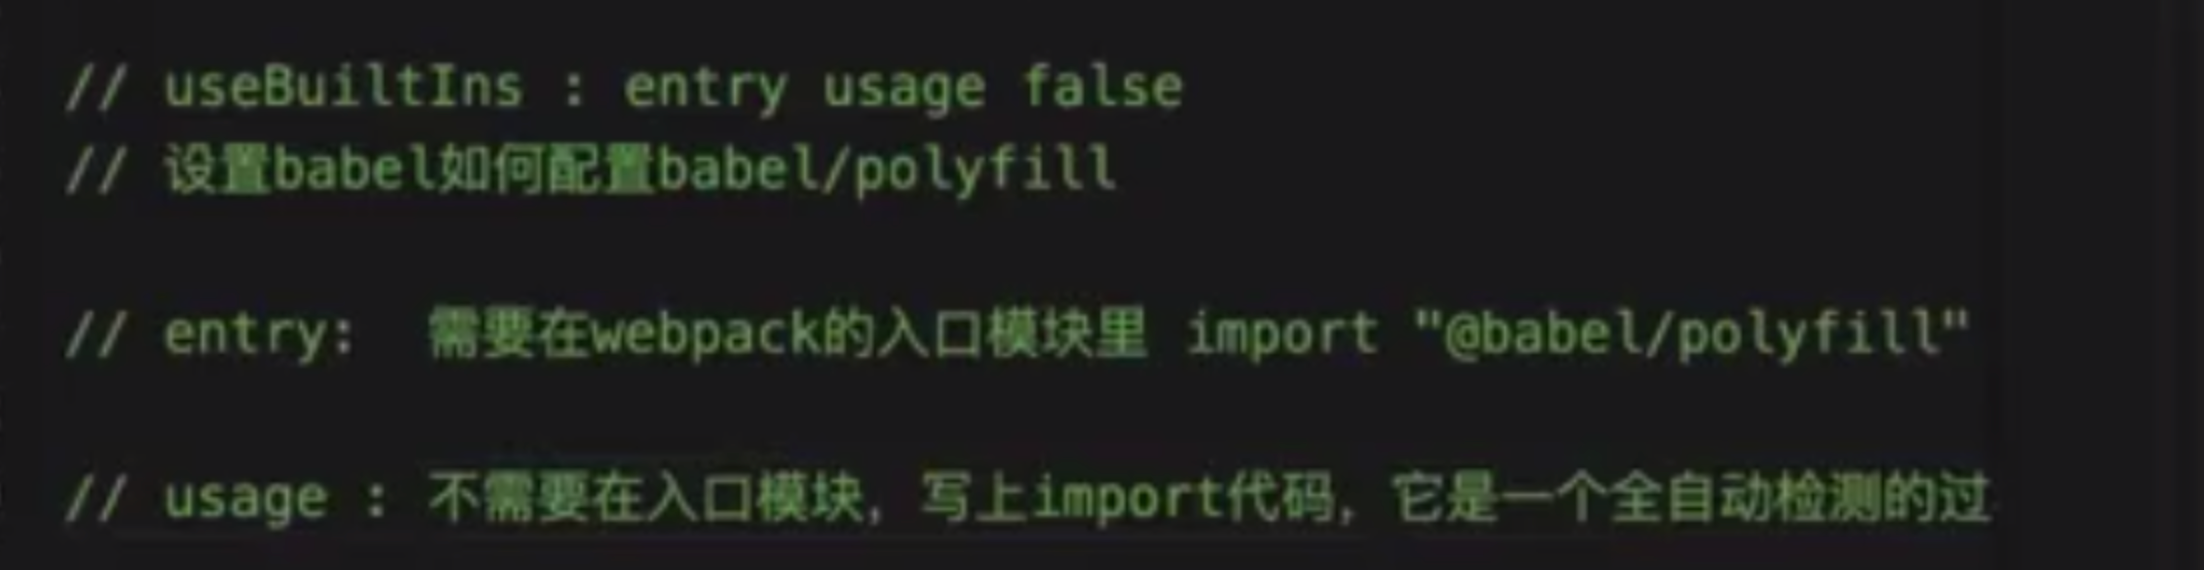 // useBuiltIns : entry usage false
// 设置babel如何配置babel/polyfill
// entry:  需要在webpack的入口模块里 import "@babel/polyfill"
// usage : 不需要在入口模块，写上import代码，它是一个全自动检测的过